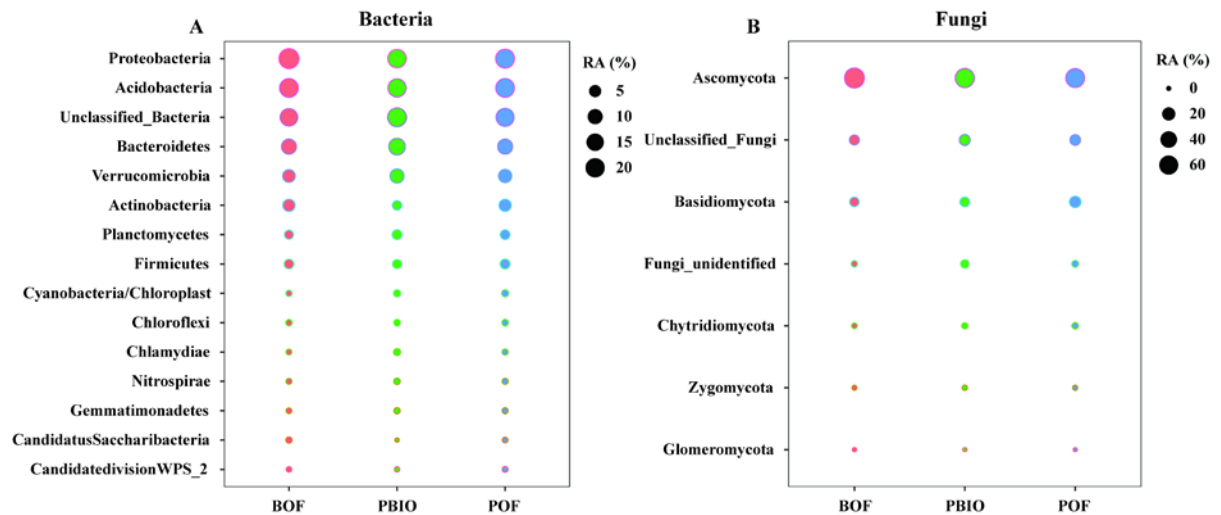 A
Bacteria
Proteobacteria
Acidobacteria
Unclassified_Bacteria
Bacteroidetes
Verrucomicrobia
Actinobacteria
Planctomycetes
Firmicutes
Cyanobacteria/Chloroplast
Chloroflexi
Chlamydiae
Nitrospirae
Gemmatimonadetes
CandidatusSaccharibacteria
CandidatedivisionWPS_2
BOF PBIO POF
RA (%)
5
10
15
20
B
Fungi
Ascomycota
Unclassified_Fungi
Basidiomycota
Fungi_unidentified
Chytridiomycota
Zygomycota
Glomeromycota
BOF PBIO POF
RA (%)
0
20
40
60